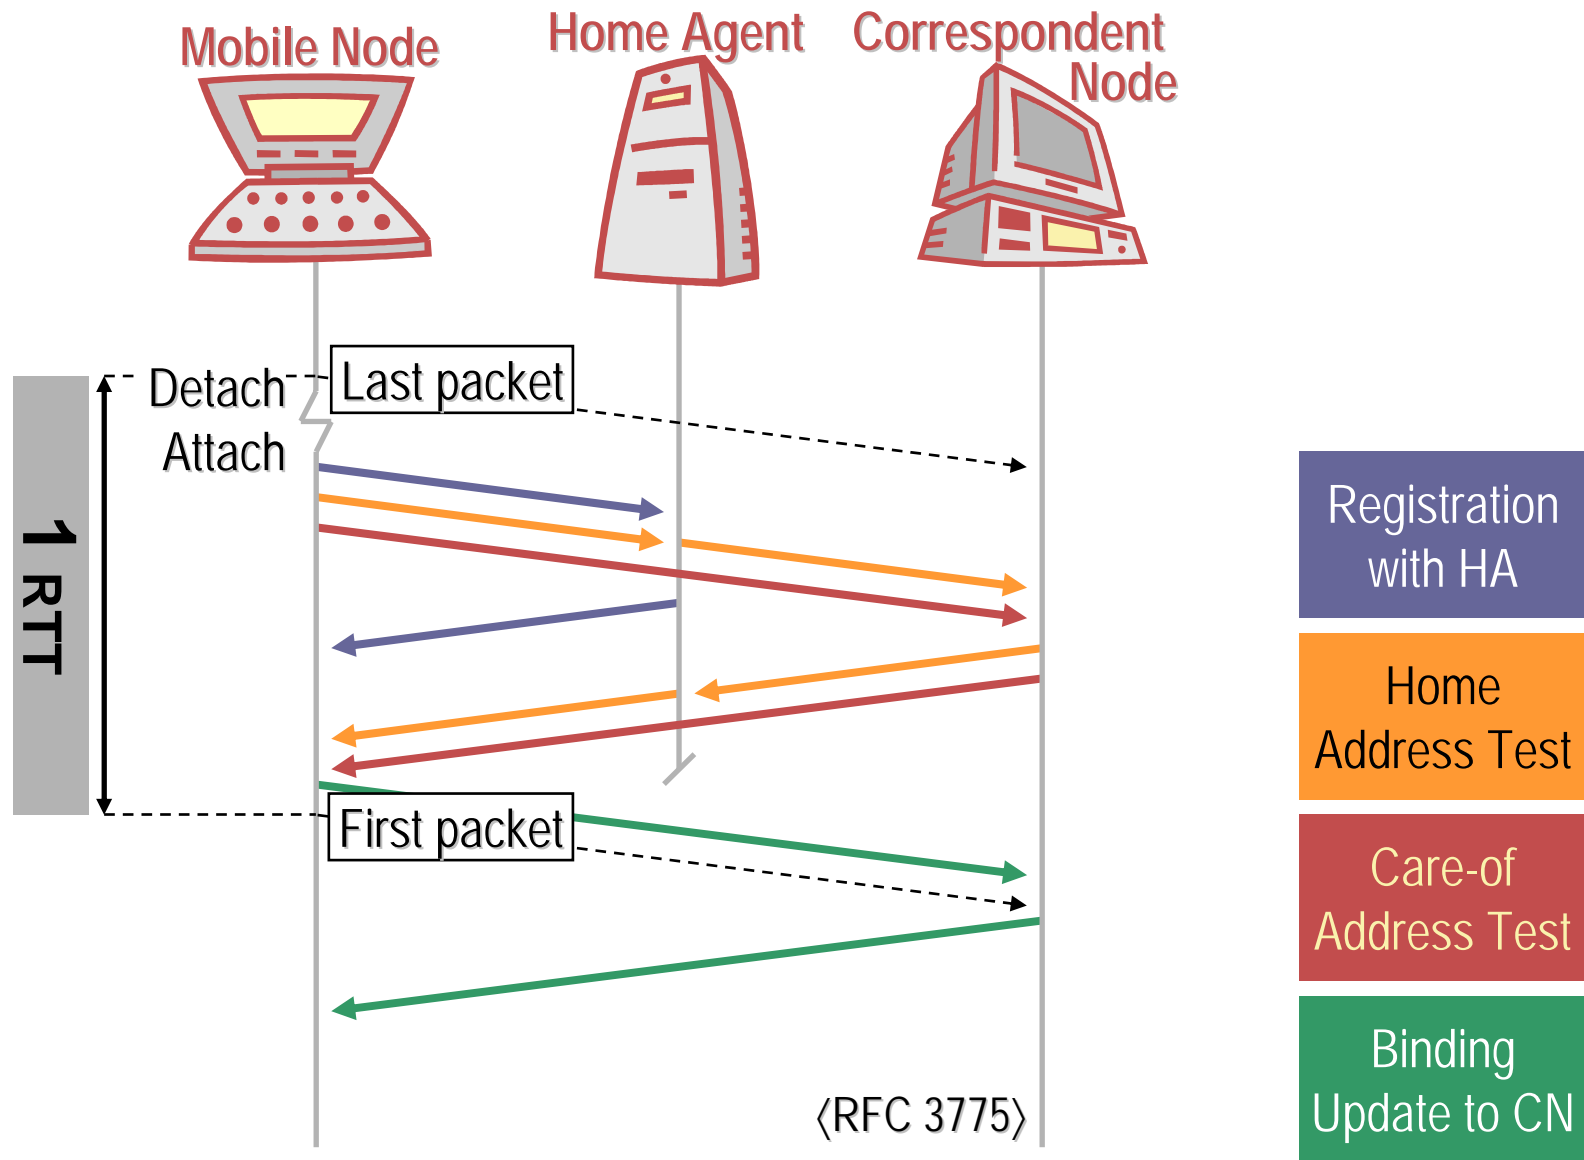 Mobile Node
Home Agent
Correspondent
Node
Detach
Last packet
Attach
1 RTT
First packet
〈RFC 3775〉
Registration
with HA
Home
Address Test
Care-of
Address Test
Binding
Update to CN